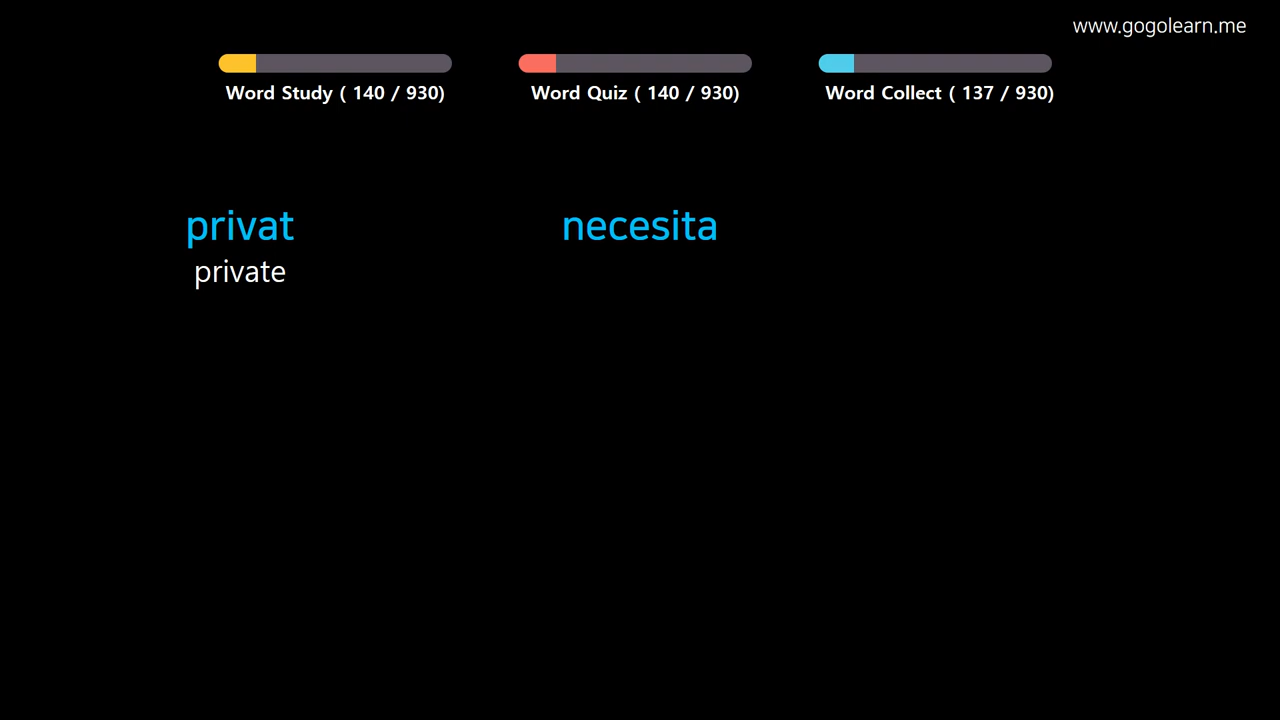 www.gogolearn.me
Word Study ( 140 / 930)
Word Quiz ( 140 / 930)
Word Collect ( 137 / 930)
privat
necesita
private